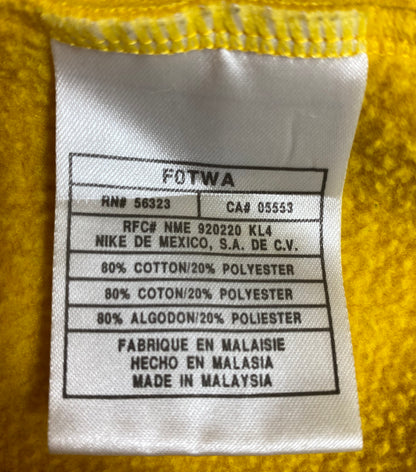 F0TWA
RN# 56323 CA# 05553
RFC# NME 920220 KL4
NIKE DE MEXICO, S.A. DE C.V.
80% COTTON/20% POLYESTER
80% COTON/20% POLYESTER
80% ALGODON/20% POLIESTER
FABRIQUE EN MALAISIE
HECHO EN MALASIA
MADE IN MALAYSIA